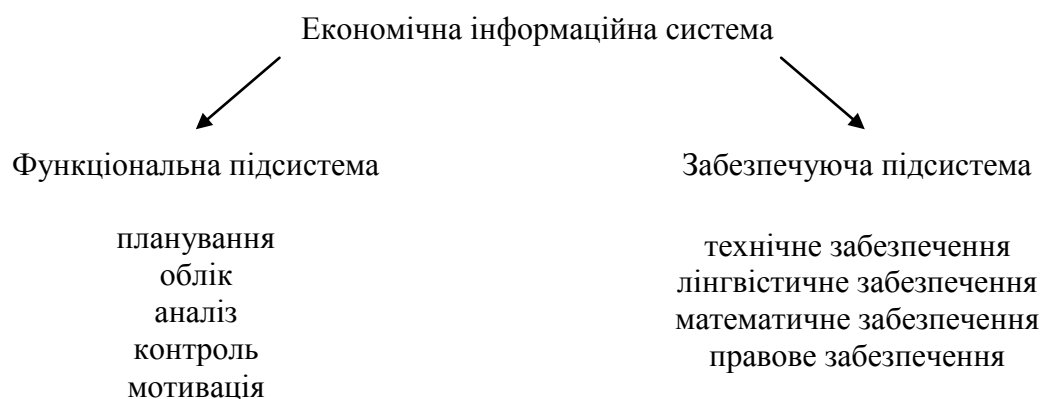 Економічна інформаційна система
Функціональна підсистема
планування
облік
аналіз
контроль
мотивація
Забезпечуюча підсистема
технічне забезпечення
лінгвістичне забезпечення
математичне забезпечення
правове забезпечення